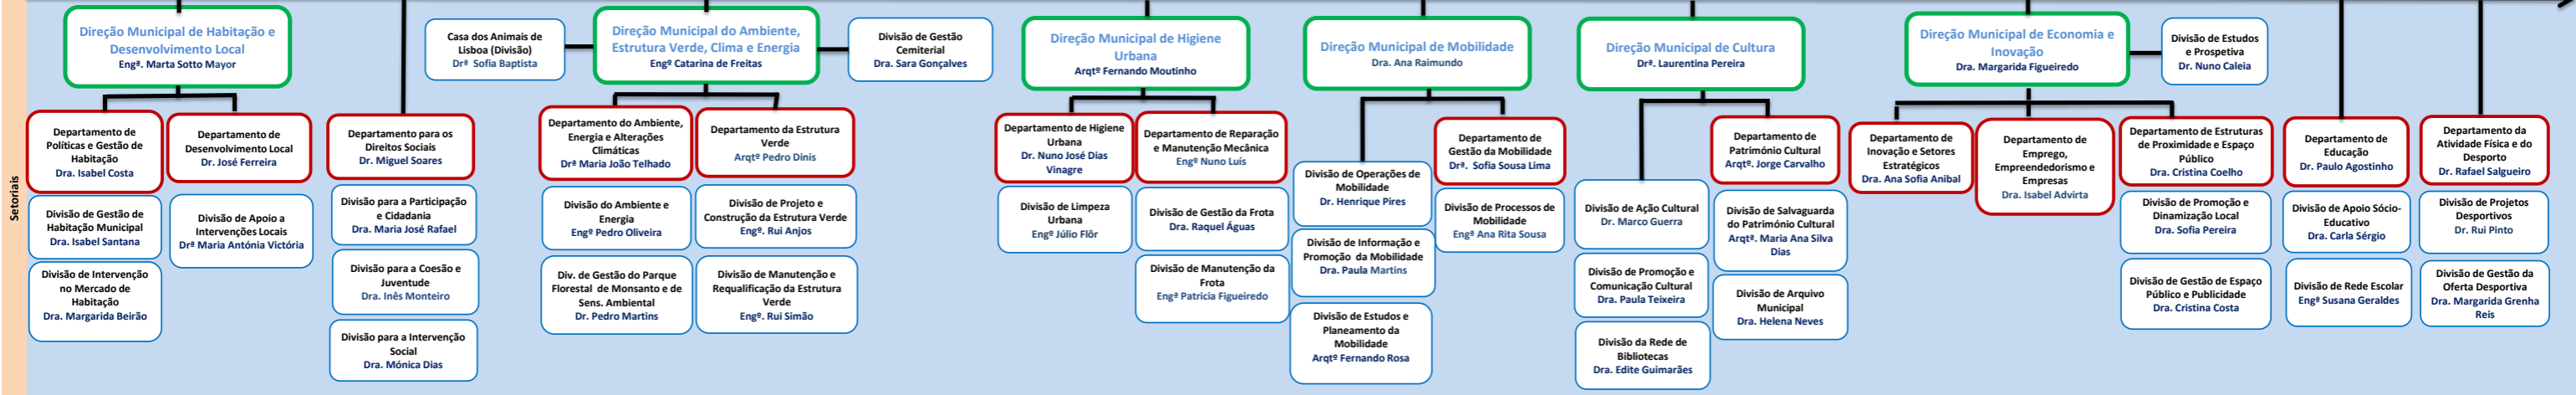 Setoriais
Direção Municipal de Habitação e
Desenvolvimento Local
Engª. Marta Sotto Mayor
Departamento de
Políticas e Gestão de
Habitação
Dra. Isabel Costa
Divisão de Gestão de
Habitação Municipal
Dra. Isabel Santana
Divisão de Intervenção
no Mercado de
Habitação
Dra. Margarida Beirão
Departamento de
Desenvolvimento Local
Dr. José Ferreira
Divisão de Apoio a
Intervenções Locais
Drª Maria Antónia Victória
Departamento para os
Direitos Sociais
Dr. Miguel Soares
Divisão para a Participação
e Cidadania
Dra. Maria José Rafael
Divisão para a Coesão e
Juventude
Dra. Inês Monteiro
Divisão para a Intervenção
Social
Dra. Mónica Dias
Casa dos Animais de
Lisboa (Divisão)
Drª Sofia Baptista
Direção Municipal do Ambiente,
Estrutura Verde, Clima e Energia
Engº Catarina de Freitas
Divisão de Gestão
Cemiterial
Dra. Sara Gonçalves
Departamento do Ambiente,
Energia e Alterações
Climáticas
Drª Maria João Telhado
Divisão do Ambiente e
Energia
Engº Pedro Oliveira
Div. de Gestão do Parque
Florestal de Monsanto e de
Sens. Ambiental
Dr. Pedro Martins
Departamento da Estrutura
Verde
Arqtº Pedro Dinis
Divisão de Projeto e
Construção da Estrutura Verde
Engº. Rui Anjos
Divisão de Manutenção e
Requalificação da Estrutura
Verde
Engº. Rui Simão
Direção Municipal de Higiene
Urbana
Arqtº Fernando Moutinho
Departamento de Higiene
Urbana
Dr. Nuno José Dias
Vinagre
Divisão de Limpeza
Urbana
Engº Júlio Flôr
Departamento de Reparação
e Manutenção Mecânica
Engº Nuno Luís
Divisão de Gestão da Frota
Dra. Raquel Águas
Divisão de Manutenção da
Frota
Engª Patricia Figueiredo
Direção Municipal de Mobilidade
Dra. Ana Raimundo
Divisão de Operações de
Mobilidade
Dr. Henrique Pires
Divisão de Informação e
Promoção da Mobilidade
Dra. Paula Martins
Divisão de Estudos e
Planeamento da
Mobilidade
Arqtº Fernando Rosa
Departamento de
Gestão da Mobilidade
Drª. Sofia Sousa Lima
Divisão de Processos de
Mobilidade
Engª Ana Rita Sousa
Direção Municipal de Cultura
Drª. Laurentina Pereira
Divisão de Ação Cultural
Dr. Marco Guerra
Divisão de Promoção e
Comunicação Cultural
Dra. Paula Teixeira
Divisão da Rede de
Bibliotecas
Dra. Edite Guimarães
Departamento de
Património Cultural
Arqtº. Jorge Carvalho
Divisão de Salvaguarda
do Património Cultural
Arqtª. Maria Ana Silva
Dias
Divisão de Arquivo
Municipal
Dra. Helena Neves
Direção Municipal de Economia e
Inovação
Dra. Margarida Figueiredo
Divisão de Estudos
e Prospetiva
Dr. Nuno Caleia
Departamento de
Inovação e Setores
Estratégicos
Dra. Ana Sofia Anibal
Departamento de
Emprego,
Empreendedorismo e
Empresas
Dra. Isabel Advirta
Departamento de Estruturas
de Proximidade e Espaço
Público
Dra. Cristina Coelho
Divisão de Promoção e
Dinamização Local
Dra. Sofia Pereira
Divisão de Gestão de Espaço
Público e Publicidade
Dra. Cristina Costa
Departamento de
Educação
Dr. Paulo Agostinho
Divisão de Apoio Sócio-
Educativo
Dra. Carla Sérgio
Divisão de Rede Escolar
Engª Susana Geraldes
Departamento da
Atividade Física e do
Desporto
Dr. Rafael Salgueiro
Divisão de Projetos
Desportivos
Dr. Rui Pinto
Divisão de Gestão da
Oferta Desportiva
Dra. Margarida Grenha
Reis